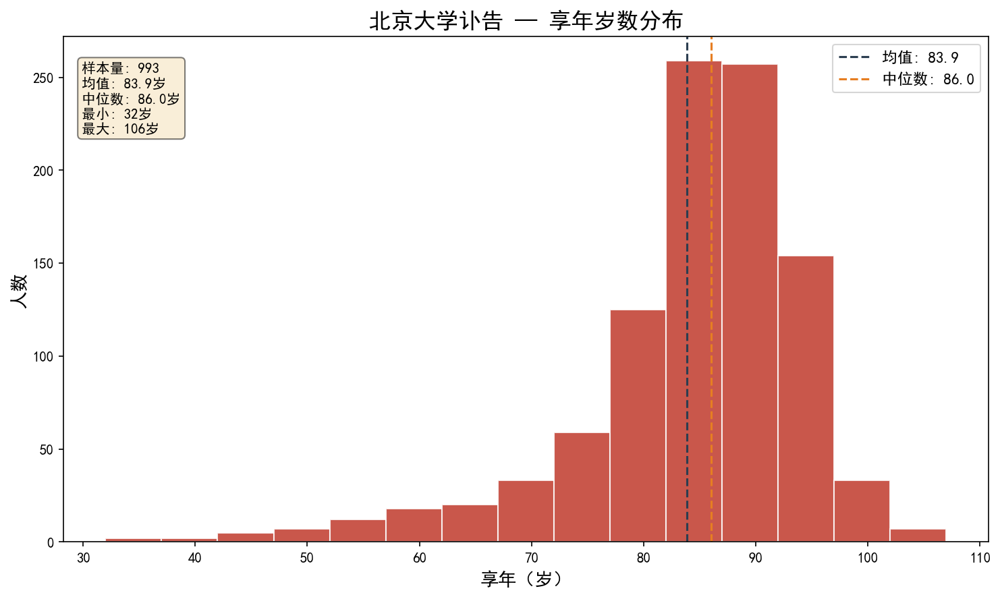 北京大学讣告 — 享年岁数分布
样本量: 993
均值: 83.9岁
中位数: 86.0岁
最小: 32岁
最大: 106岁
均值: 83.9
中位数: 86.0
人数
250
200
150
100
50
0
30 40 50 60 70 80 90 100 110
享年（岁）